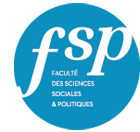 fsp
FACULTÉ
DES SCIENCES
SOCIALES
& POLITIQUES